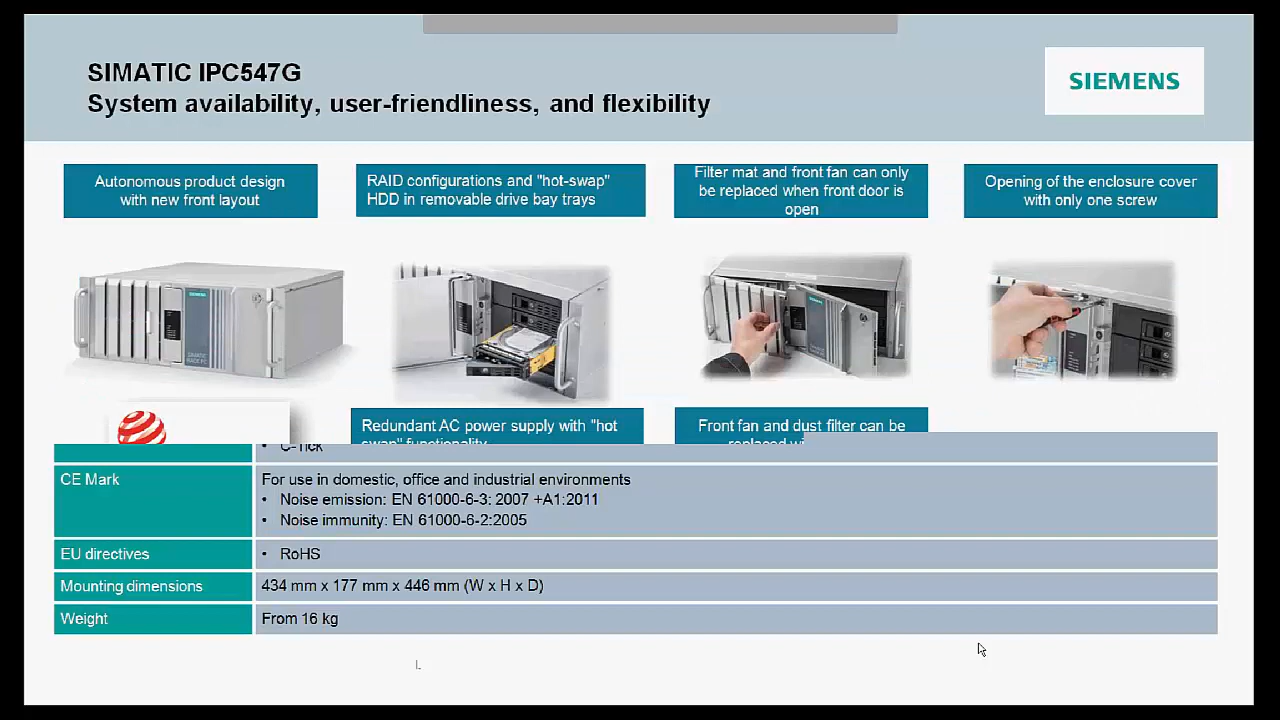 SIMATIC IPC547G
System availability, user-friendliness, and flexibility
SIEMENS
Autonomous product design
with new front layout
RAID configurations and "hot-swap"
HDD in removable drive bay trays
Filter mat and front fan can only
be replaced when front door is
open
Opening of the enclosure cover
with only one screw
Redundant AC power supply with "hot
swap" functionality
Front fan and dust filter can be
replaced
• C-Tick
CE Mark
For use in domestic, office and industrial environments
• Noise emission: EN 61000-6-3: 2007 +A1:2011
• Noise immunity: EN 61000-6-2:2005
EU directives
• RoHS
Mounting dimensions
434 mm x 177 mm x 446 mm (W x H x D)
Weight
From 16 kg